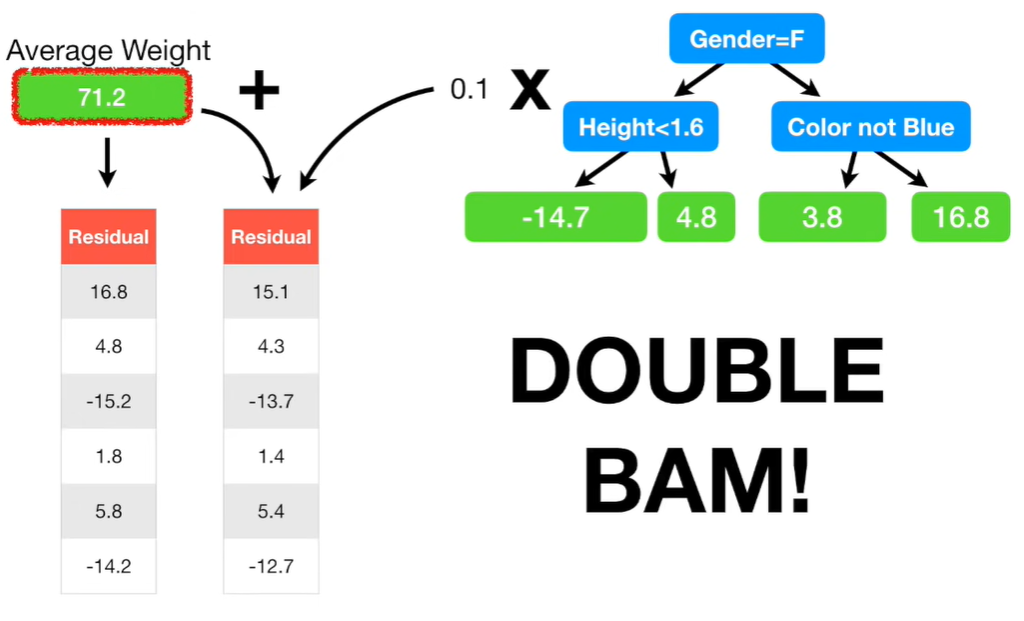 Average Weight
71.2
+
0.1
X
Gender=F
Height<1.6
Color not Blue
-14.7
4.8
3.8
16.8
Residual
16.8
4.8
-15.2
1.8
5.8
-14.2
Residual
15.1
4.3
-13.7
1.4
5.4
-12.7
DOUBLE
BAM!